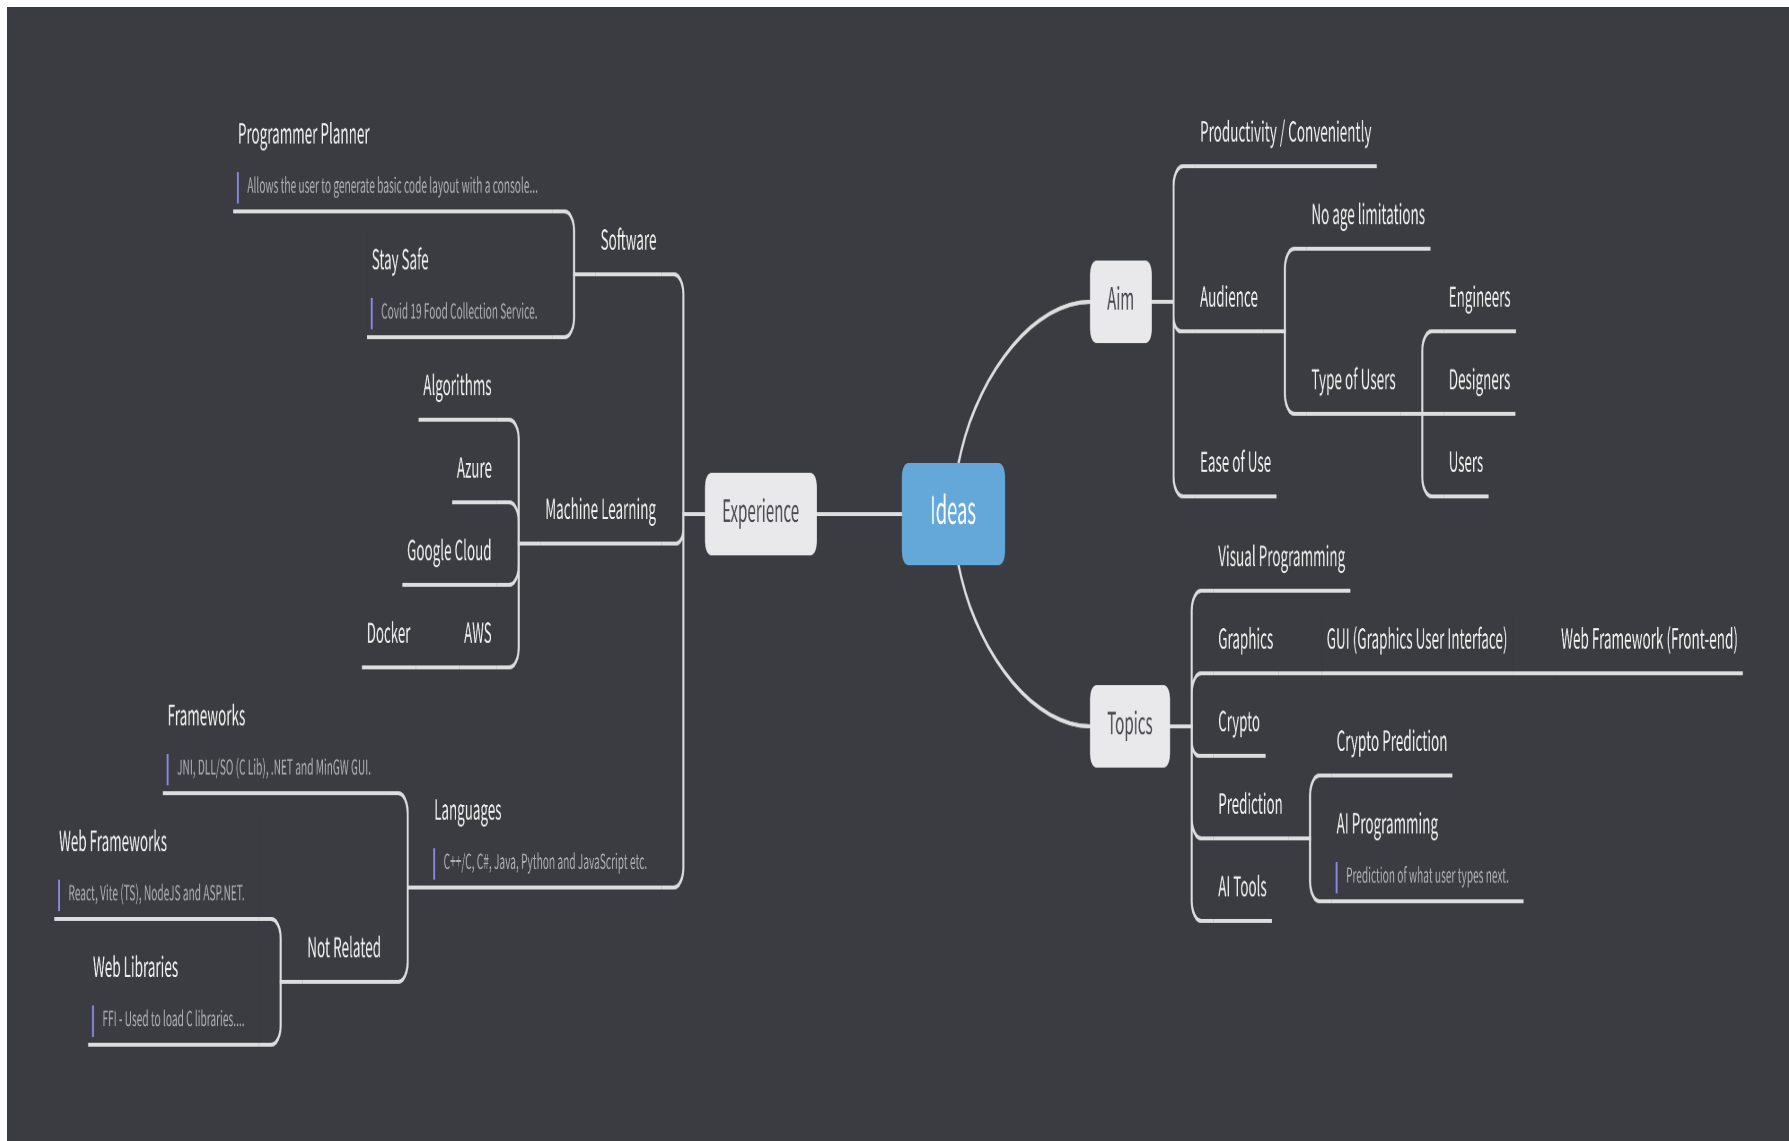 Programmer Planner
Allows the user to generate basic code layout with a console...
Stay Safe
Covid 19 Food Collection Service.
Software
Algorithms
Azure
Google Cloud
Docker
AWS
Machine Learning
Frameworks
JNI, DLL/SO (C Lib), .NET and MinGW GUI.
Web Frameworks
React, Vite (TS), NodeJS and ASP.NET.
Web Libraries
FFI - Used to load C libraries....
Not Related
Languages
C++/C, C#, Java, Python and JavaScript etc.
Experience
Ideas
Aim
Productivity / Conveniently
Audience
No age limitations
Type of Users
Engineers
Designers
Users
Ease of Use
Topics
Visual Programming
Graphics
GUI (Graphics User Interface)
Web Framework (Front-end)
Crypto
Prediction
Crypto Prediction
AI Programming
Prediction of what user types next.
AI Tools